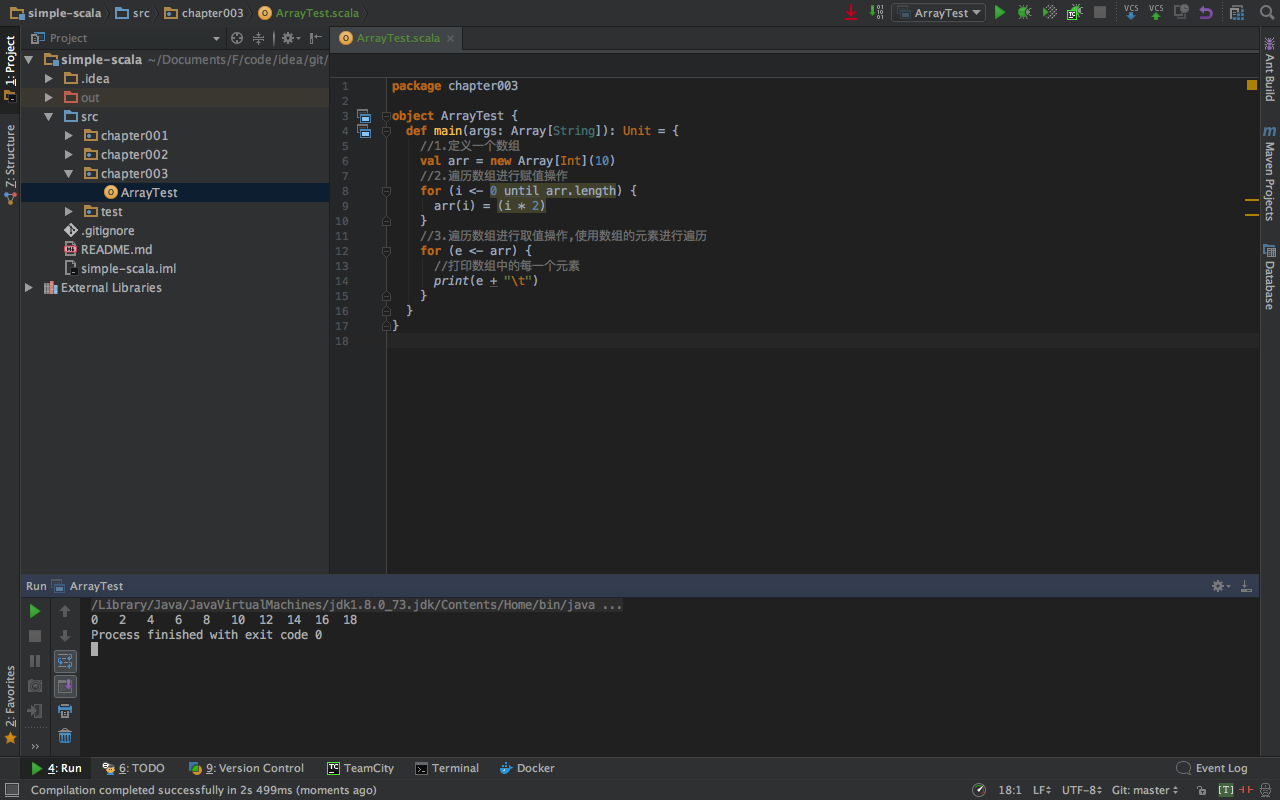 simple-scala src chapter003 ArrayTest.scala
ArrayTest
VCS VCS
Project
ArrayTest.scala
1: Project
Z: Structure
2: Favorites
simple-scala ~/Documents/F/code/idea/git/
.idea
out
src
chapter001
chapter002
chapter003
ArrayTest
test
.gitignore
README.md
simple-scala.iml
External Libraries
1 package chapter003
2
3 object ArrayTest {
4 def main(args: Array[String]): Unit = {
5 //1.定义一个数组
6 val arr = new Array[Int](10)
7 //2.遍历数组进行赋值操作
8 for (i <- 0 until arr.length) {
9 arr(i) = (i * 2)
10 }
11 //3.遍历数组进行取值操作,使用数组的元素进行遍历
12 for (e <- arr) {
13 //打印数组中的每一个元素
14 print(e + "\t")
15 }
16 }
17 }
18
Ant Build
Maven Projects
Database
Run ArrayTest
/Library/Java/JavaVirtualMachines/jdk1.8.0_73.jdk/Contents/Home/bin/java ...
0 2 4 6 8 10 12 14 16 18
Process finished with exit code 0
4: Run 6: TODO 9: Version Control TeamCity Terminal Docker Event Log
Compilation completed successfully in 2s 499ms (moments ago) 18:1 LF UTF-8 Git: master [T]